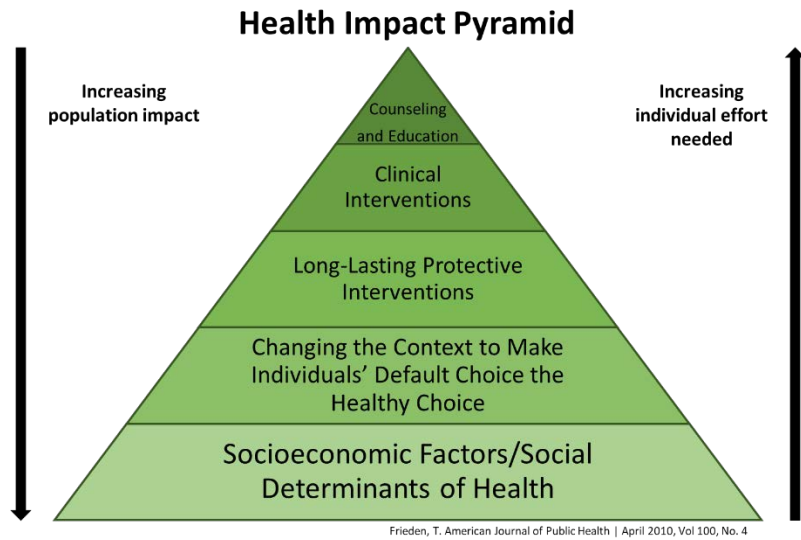 Health Impact Pyramid
Increasing
population impact
Increasing
individual effort
needed
Counseling
and Education
Clinical
Interventions
Long-Lasting Protective
Interventions
Changing the Context to Make
Individuals’ Default Choice the
Healthy Choice
Socioeconomic Factors/Social
Determinants of Health
Frieden, T. American Journal of Public Health | April 2010, Vol 100, No. 4